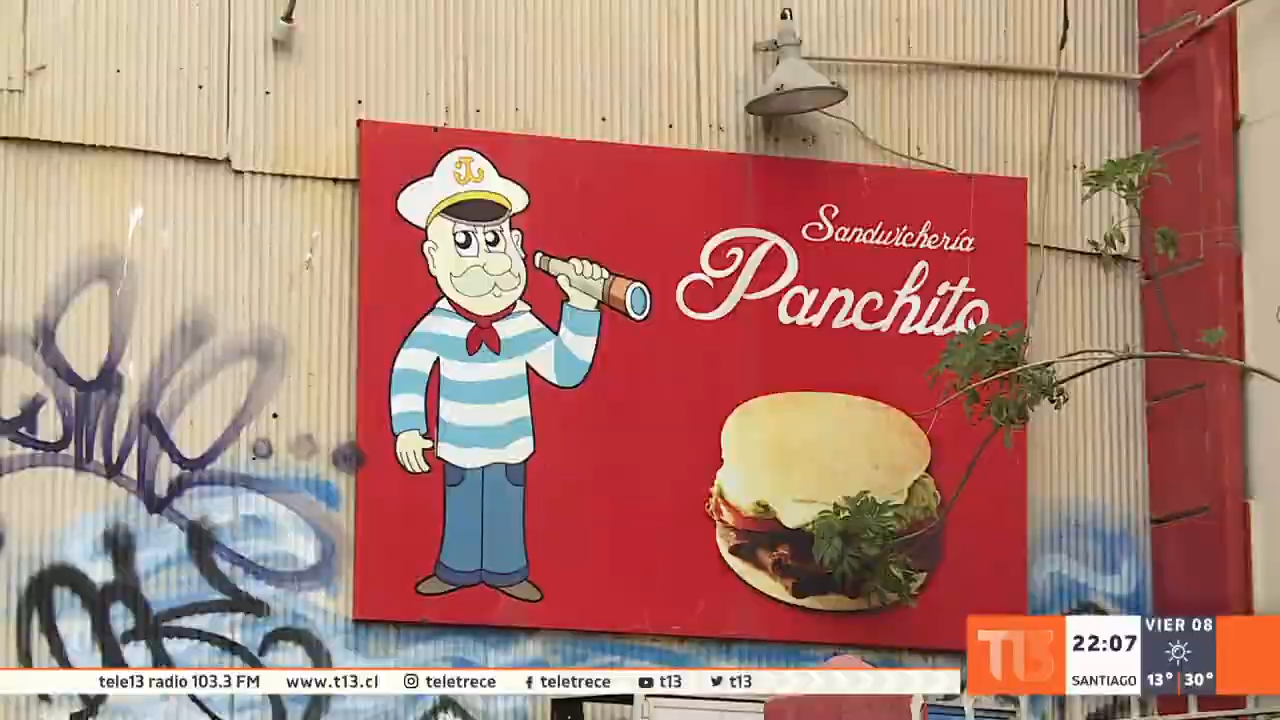 Sandwichería
Panchito
T13
22:07
SANTIAGO
VIER 08
13° 30°
tele13 radio 103.3 FM www.t13.cl teletrece teletrece t13 t13